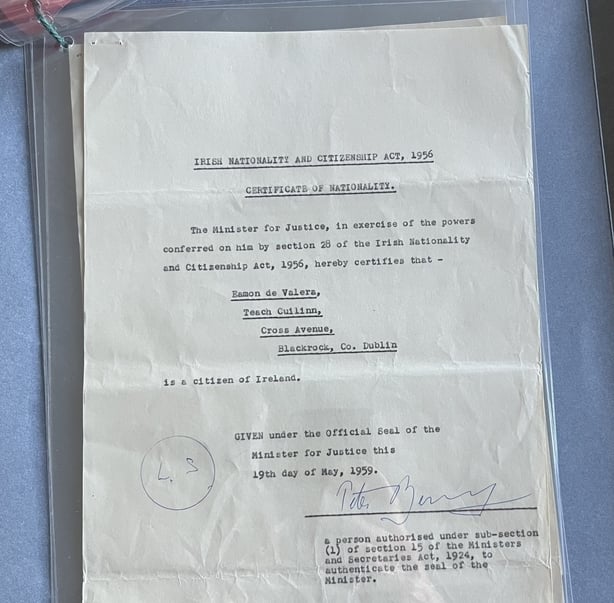 IRISH NATIONALITY AND CITIZENSHIP ACT, 1956
CERTIFICATE OF NATIONALITY.
The Minister for Justice, in exercise of the powers
conferred on him by section 28 of the Irish Nationality
and Citizenship Act, 1956, hereby certifies that -
Eamon de Valera,
Teach Cuilinn,
Cross Avenue,
Blackrock, Co. Dublin
is a citizen of Ireland.
GIVEN under the Official Seal of the
Minister for Justice this
19th day of May, 1959.
L. S
Peter Berry
a person authorised under sub-section
(1) of section 15 of the Ministers
and Secretaries Act, 1924, to
authenticate the seal of the
Minister.